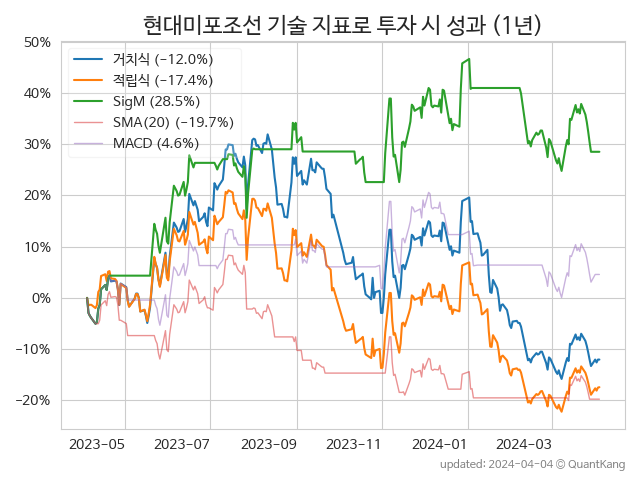 현대미포조선 기술 지표로 투자 시 성과 (1년)
50%
40%
30%
20%
10%
0%
−10%
−20%
거치식 (−12.0%)
적립식 (−17.4%)
SigM (28.5%)
SMA(20) (−19.7%)
MACD (4.6%)
2023−05
2023−07
2023−09
2023−11
2024−01
2024−03
updated: 2024−04−04 © QuantKang